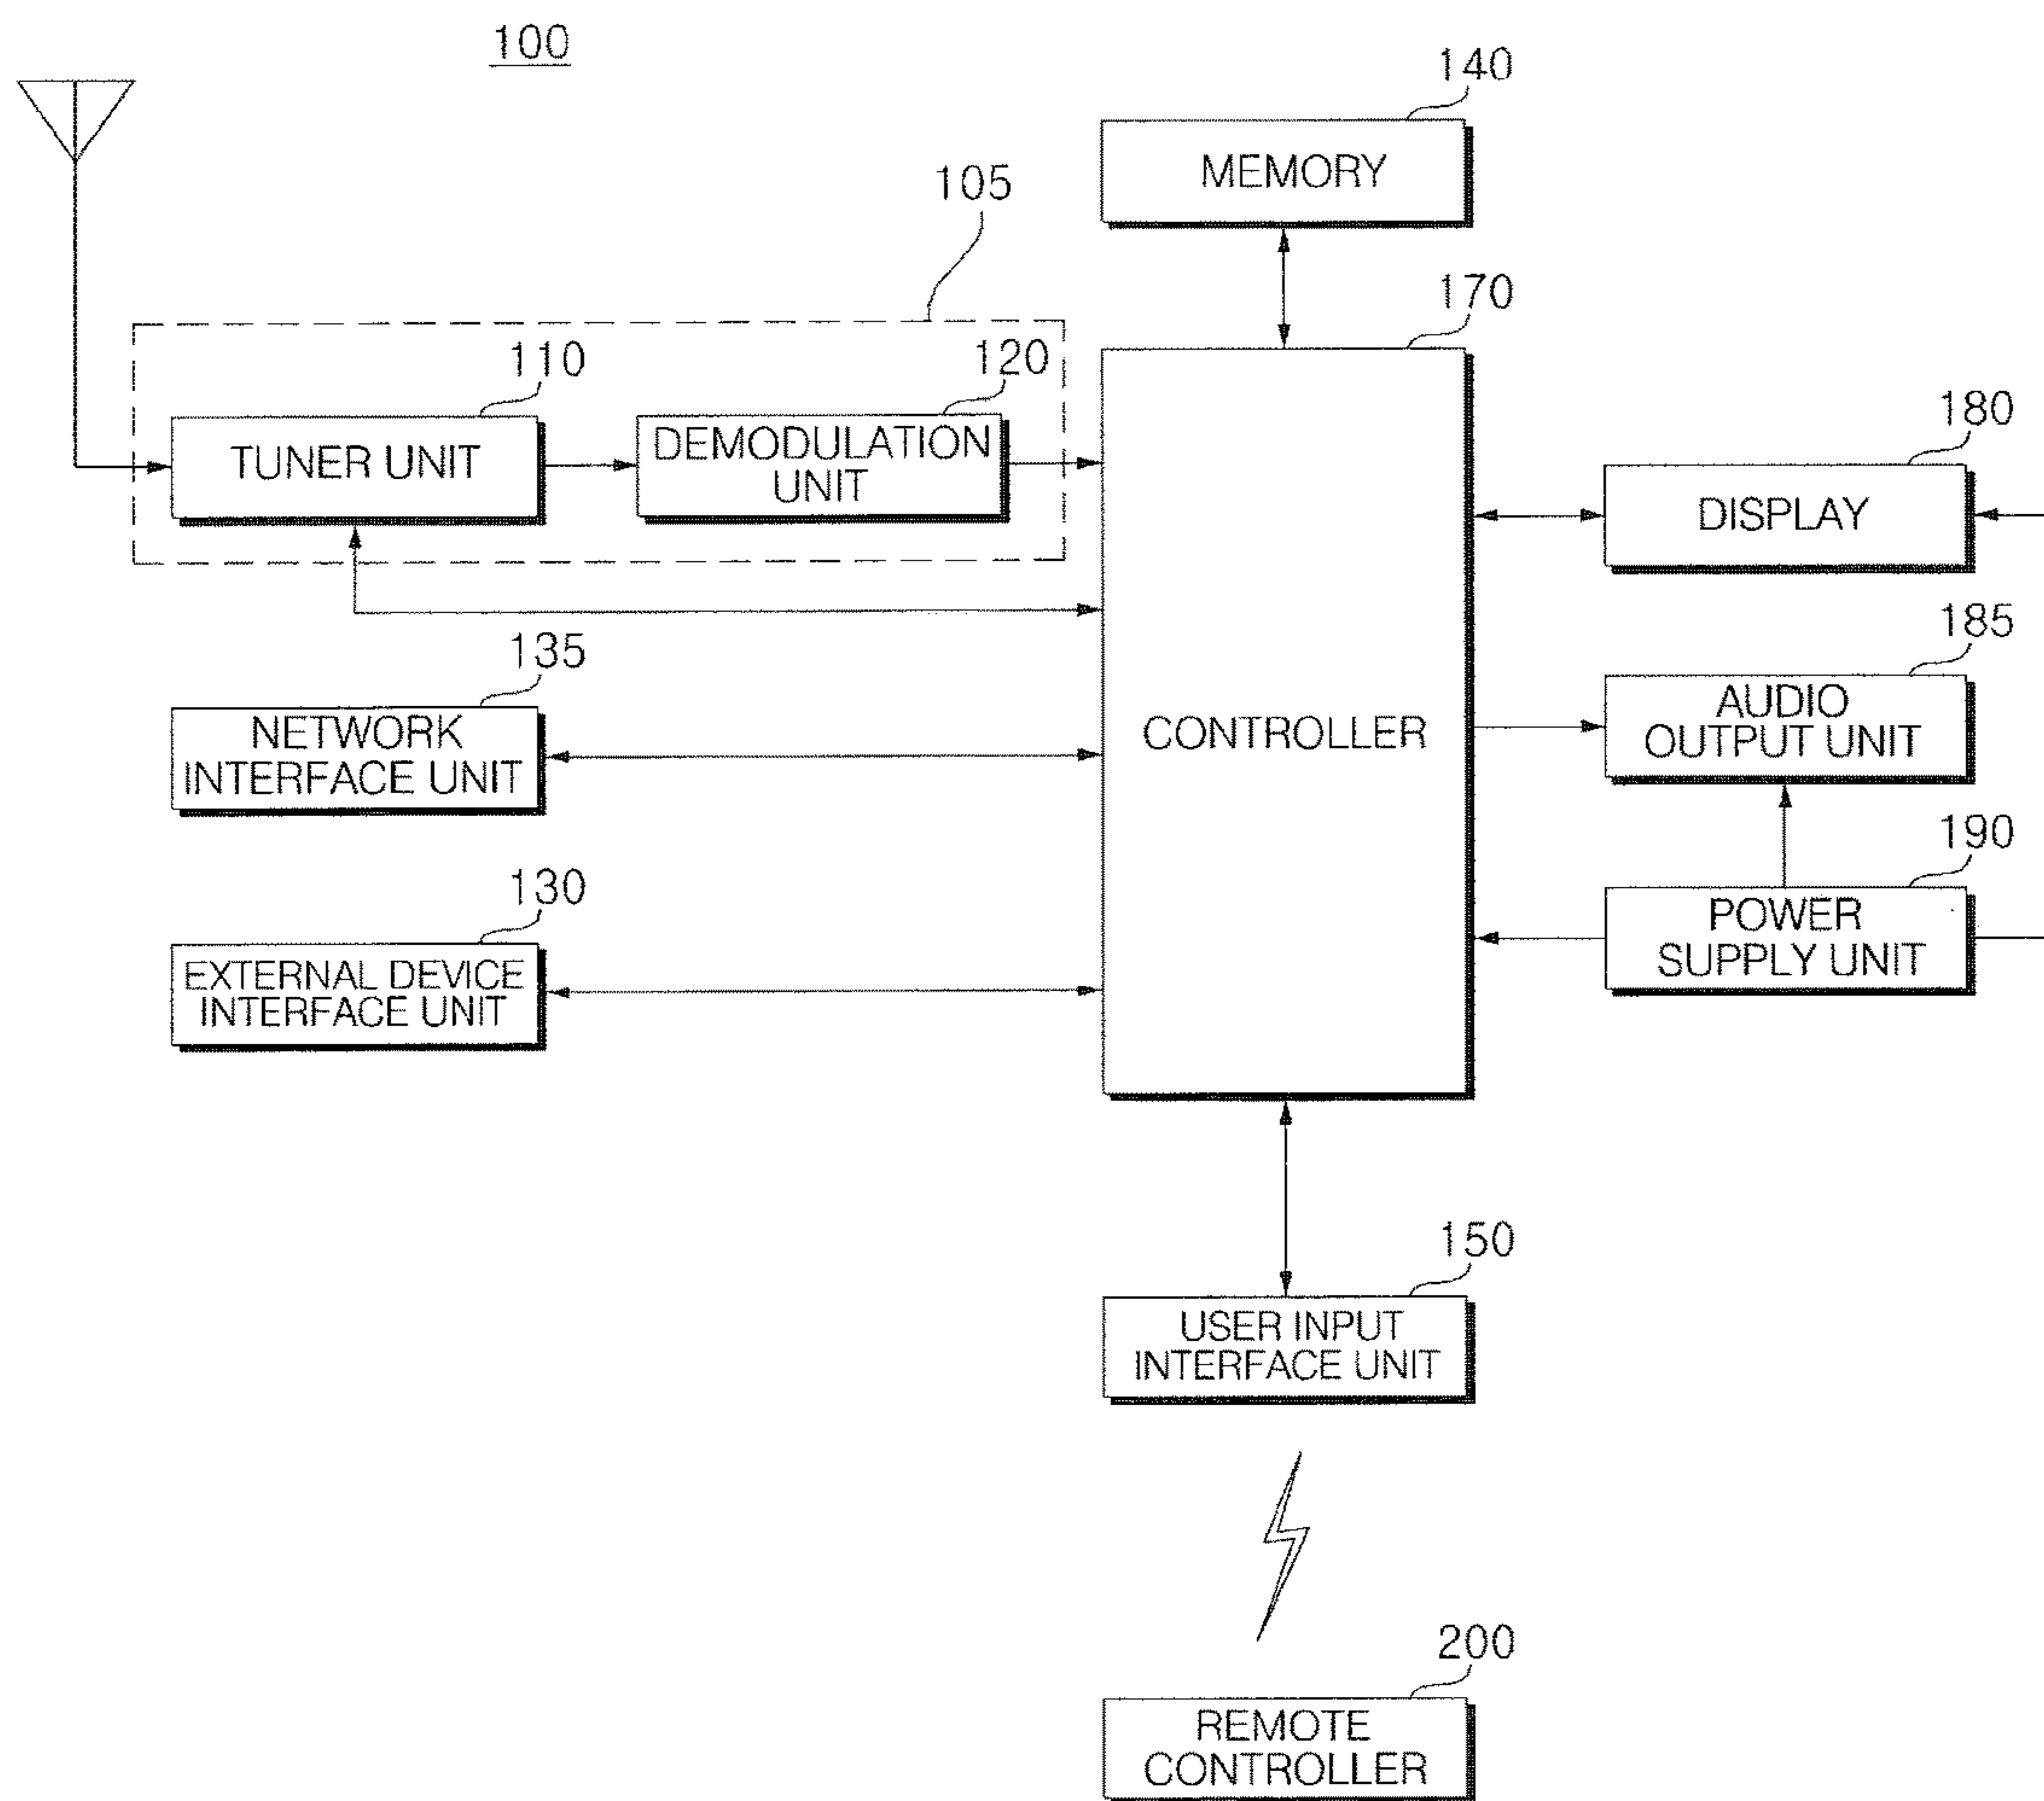 100
140
MEMORY
105
170
110
120
TUNER UNIT
DEMODULATION
UNIT
180
DISPLAY
135
NETWORK
INTERFACE UNIT
CONTROLLER
185
AUDIO
OUTPUT UNIT
130
EXTERNAL DEVICE
INTERFACE UNIT
190
POWER
SUPPLY UNIT
150
USER INPUT
INTERFACE UNIT
200
REMOTE
CONTROLLER